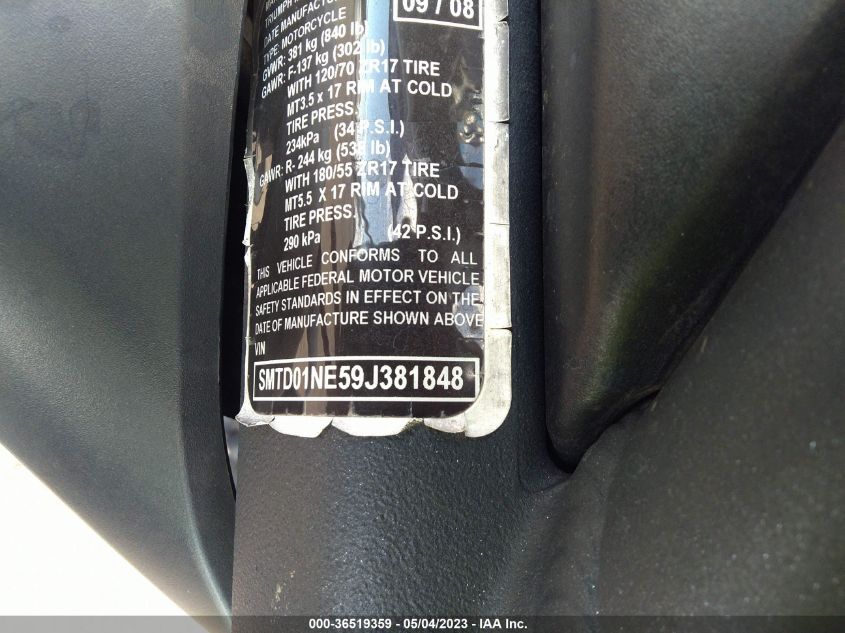 TRIUMPH
DATE MANUFACTUR
09 / 08
TYPE: MOTORCYCLE
GVWR: 381 kg (840 lb)
GAWR: F-137 kg (302 lb)
WITH 120/70 ZR17 TIRE
MT3.5 x 17 RIM AT COLD
TIRE PRESS.
234kPa (34 P.S.I.)
GAWR: R- 244 kg (538 lb)
WITH 180/55 ZR17 TIRE
MT5.5 X 17 RIM AT COLD
TIRE PRESS.
290 kPa (42 P.S.I.)
THIS VEHICLE CONFORMS TO ALL
APPLICABLE FEDERAL MOTOR VEHICLE
SAFETY STANDARDS IN EFFECT ON THE
DATE OF MANUFACTURE SHOWN ABOVE
VIN
SMTD01NE59J381848
000-36519359 - 05/04/2023 - IAA Inc.